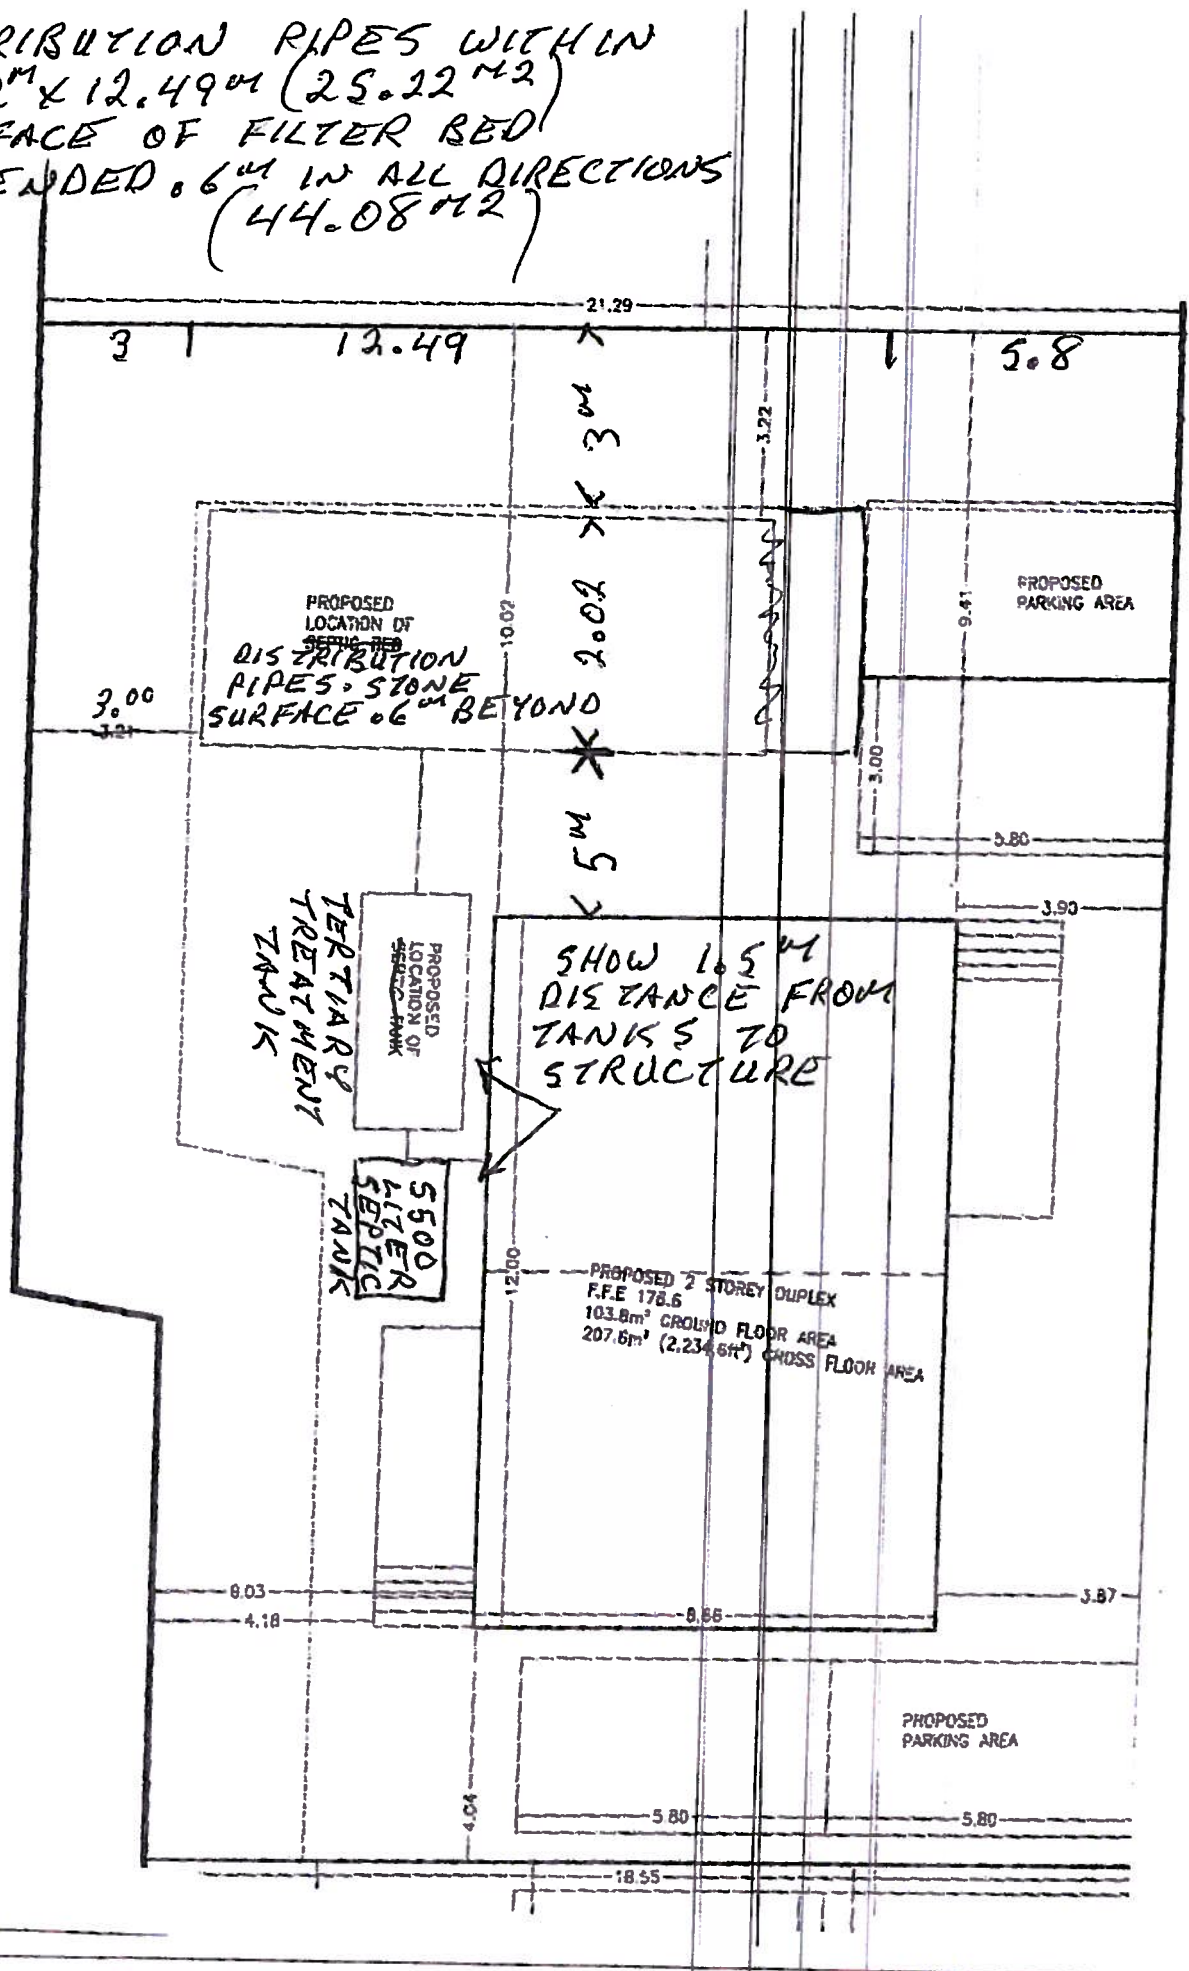 RIBUTION PIPES WITHIN
2M X 12.49M (25.22 M2)
FACE OF FILTER BED
ENDED .6M IN ALL DIRECTIONS
(44.08 M2)
21.29
3 12.49 5.8
3M
3.22
PROPOSED
LOCATION OF
SEPTIC BED
DISTRIBUTION
PIPES. STONE
SURFACE .6M BEYOND
10.02
2.02
9.41
PROPOSED
PARKING AREA
3.00
3.21
3.00
5M
5.80
3.90
TERTIARY
TREATMENT
TANK
PROPOSED
LOCATION OF
SEPTIC TANK
SHOW 1.5M
DISTANCE FROM
TANKS TO
STRUCTURE
5500
LITER
SEPTIC
TANK
12.00
PROPOSED 2 STOREY DUPLEX
F.F.E 178.6
103.8m² GROUND FLOOR AREA
207.6m² (2,234.6ft²) GROSS FLOOR AREA
8.03
4.18
8.66
3.87
PROPOSED
PARKING AREA
4.04
5.80
5.80
18.55